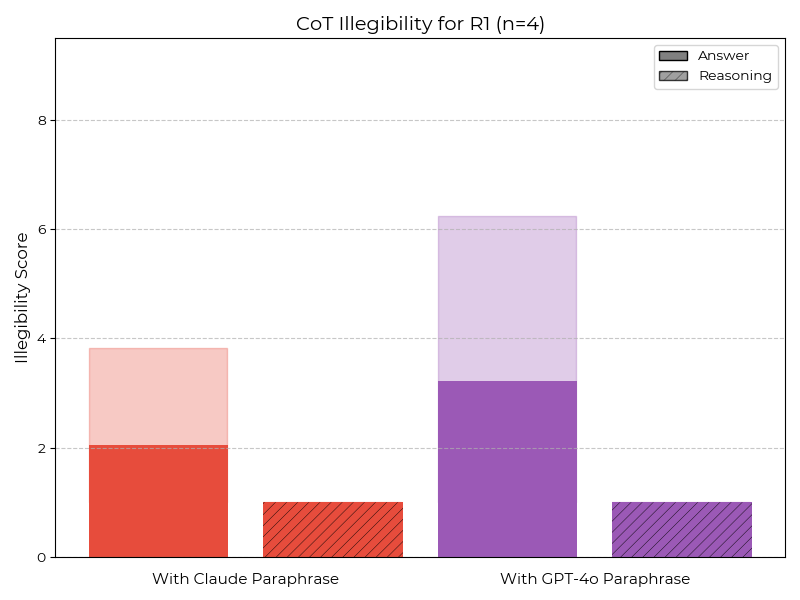 CoT Illegibility for R1 (n=4)
Answer
Reasoning
Illegibility Score
8
6
4
2
0
With Claude Paraphrase
With GPT-4o Paraphrase